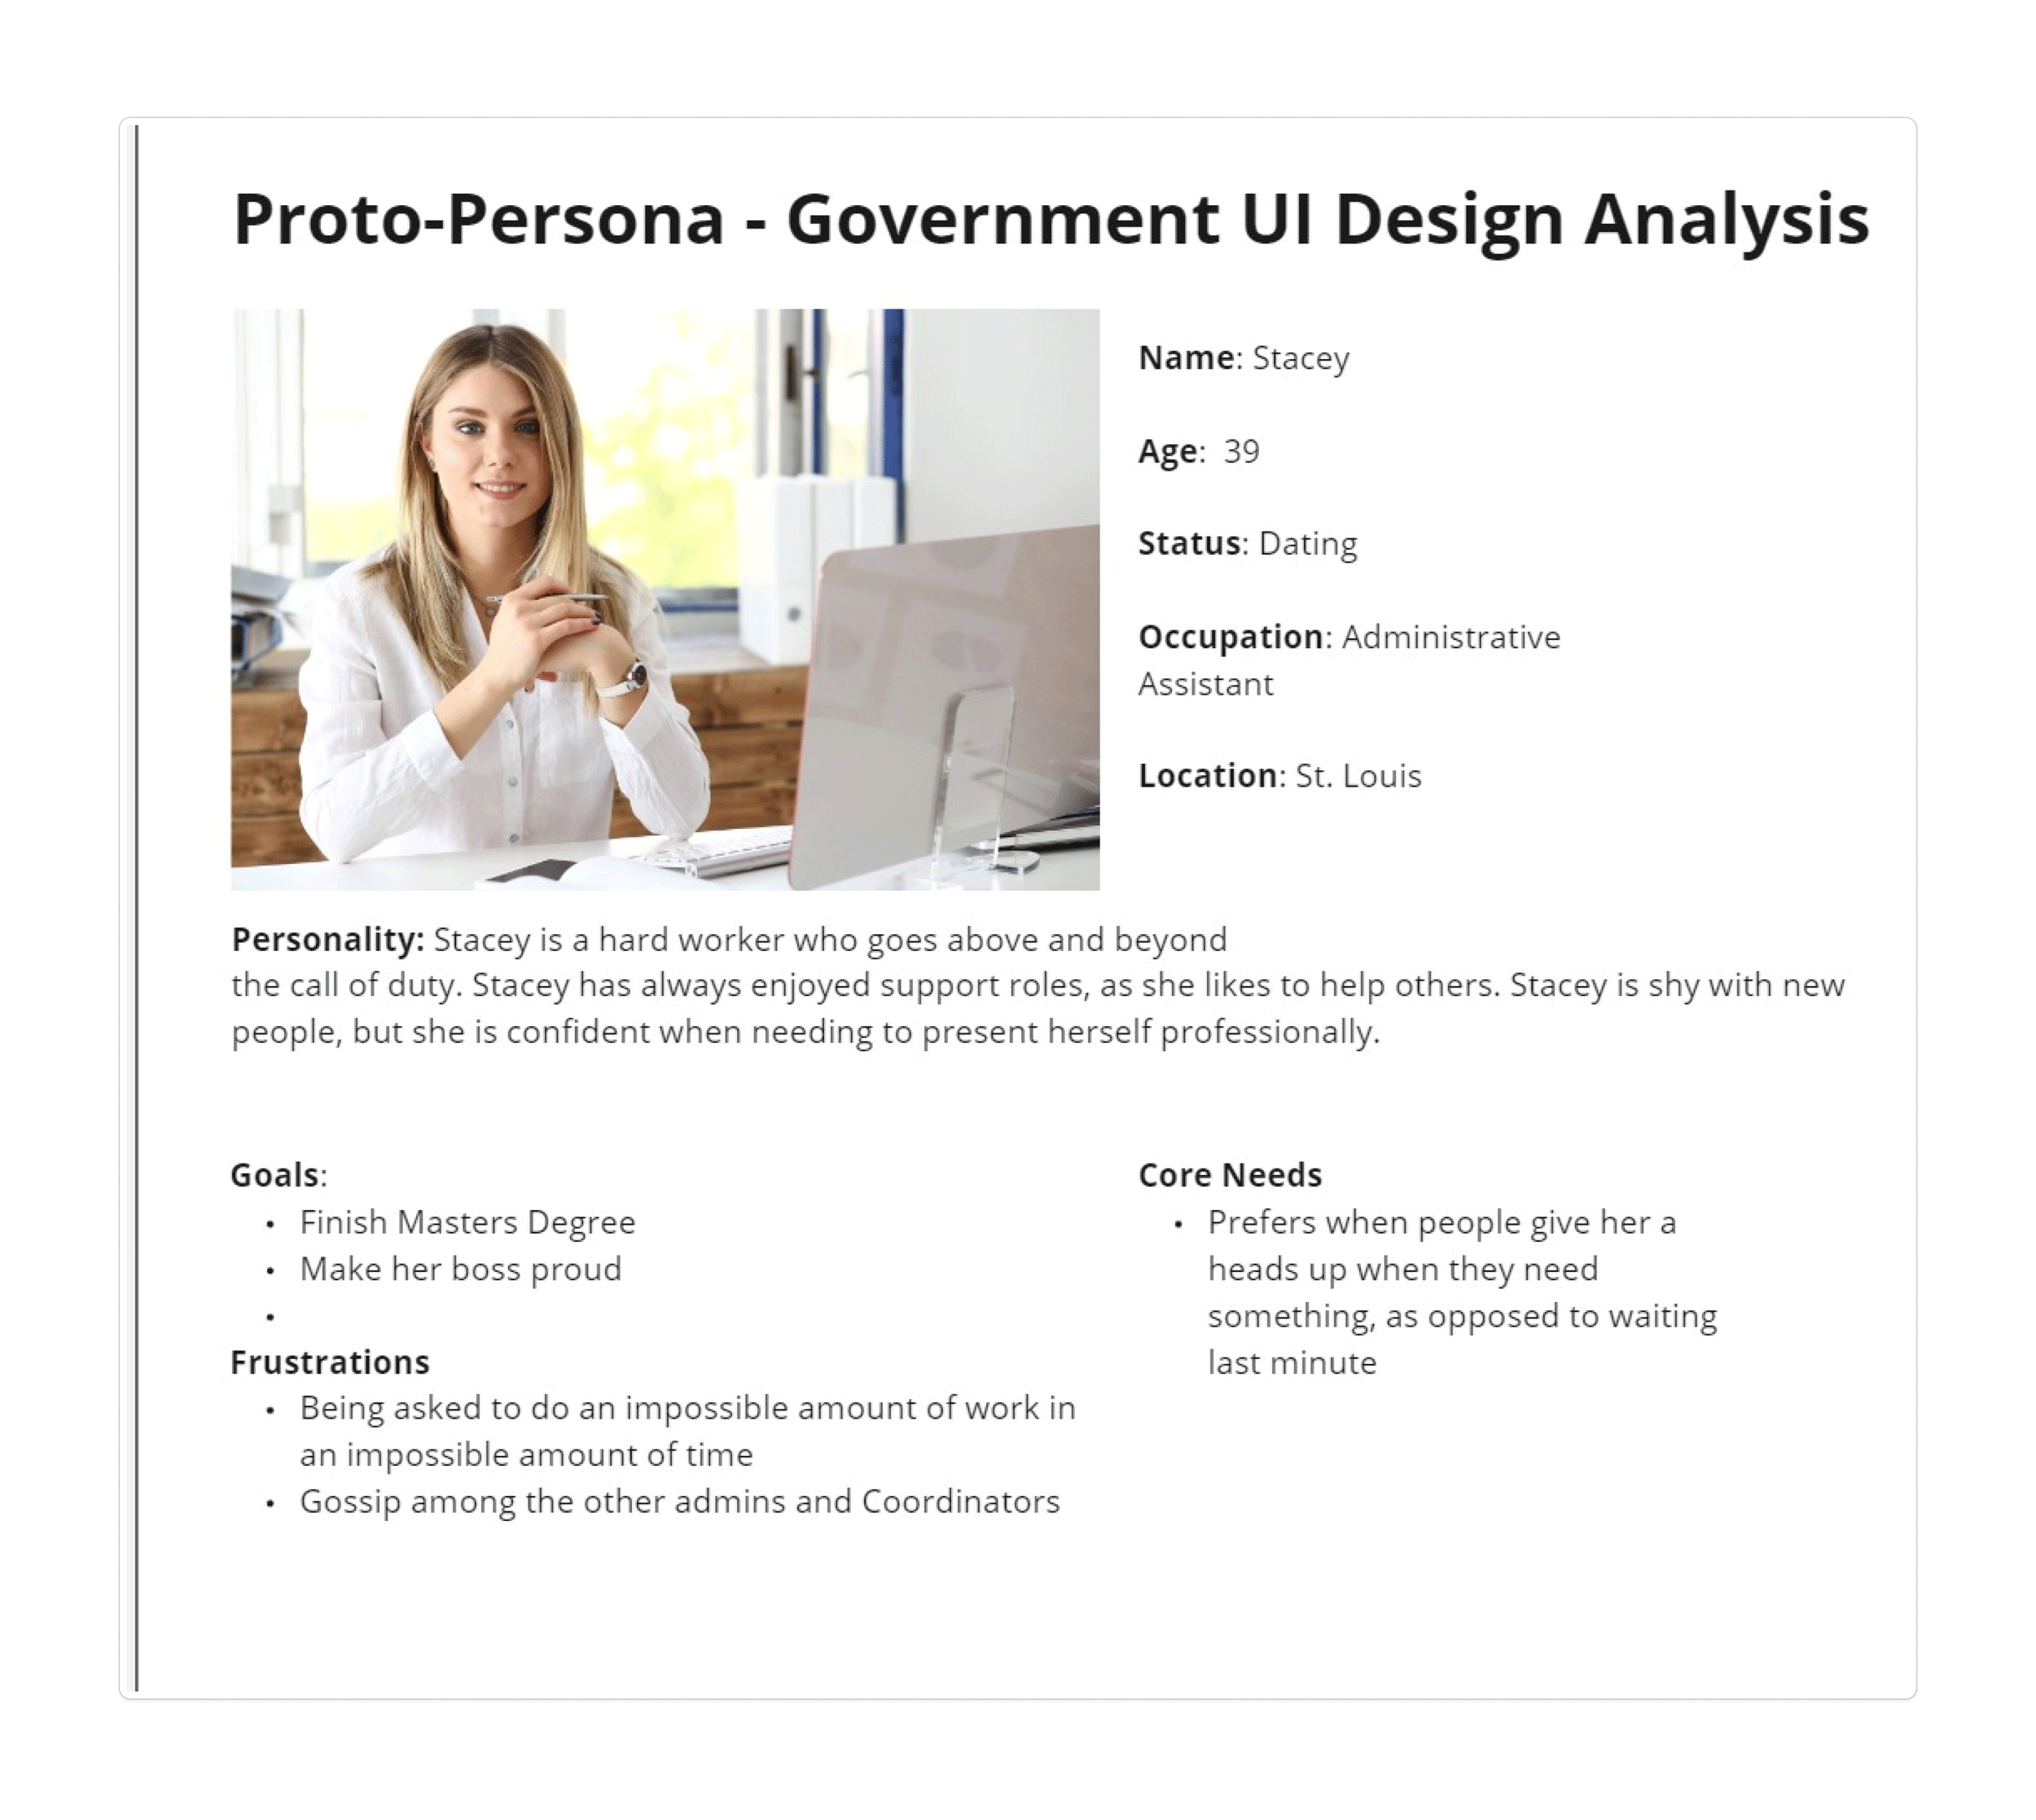 Proto-Persona - Government UI Design Analysis
Name: Stacey
Age:  39
Status: Dating
Occupation: Administrative
Assistant
Location: St. Louis
Personality: Stacey is a hard worker who goes above and beyond
the call of duty. Stacey has always enjoyed support roles, as she likes to help others. Stacey is shy with new
people, but she is confident when needing to present herself professionally.
Goals:
• Finish Masters Degree
• Make her boss proud
•
Frustrations
• Being asked to do an impossible amount of work in
an impossible amount of time
• Gossip among the other admins and Coordinators
Core Needs
• Prefers when people give her a
heads up when they need
something, as opposed to waiting
last minute